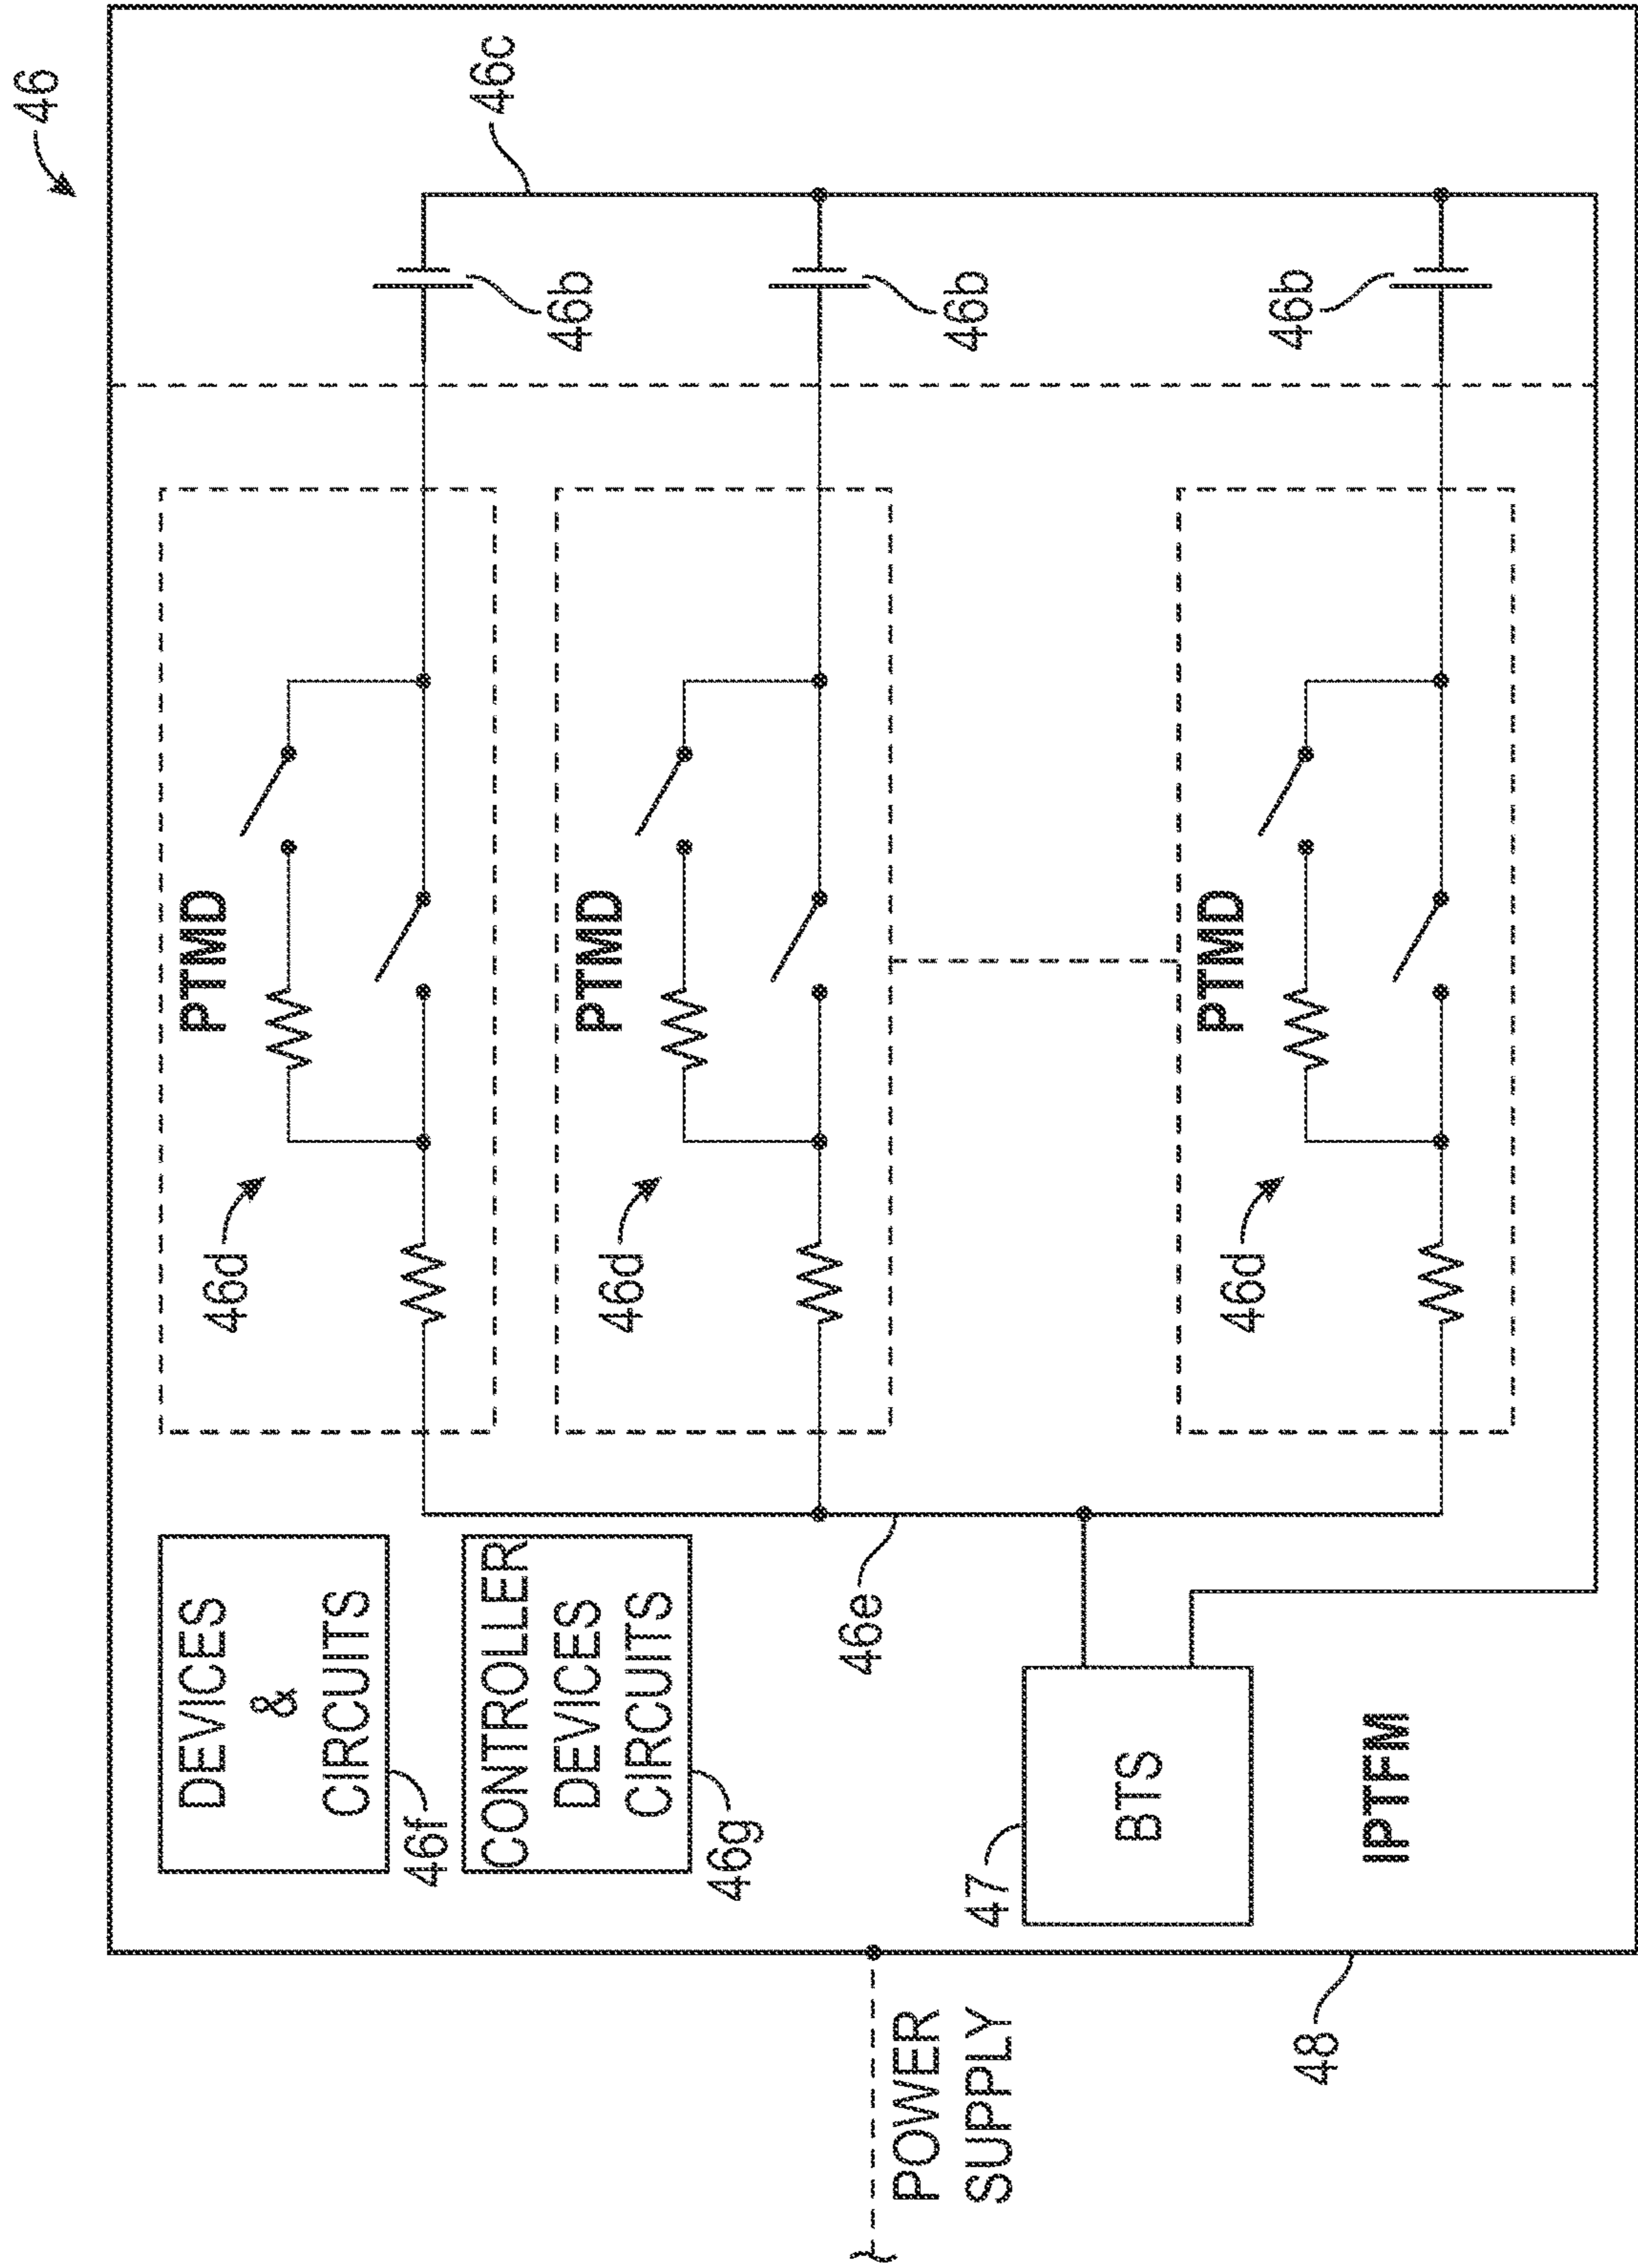 46
46c
46b
46b
46b
PTMD
PTMD
PTMD
46d
46d
46d
DEVICES
&
CIRCUITS
46f
CONTROLLER
DEVICES
CIRCUITS
46g
46e
47
BTS
IPTFM
POWER
SUPPLY
48